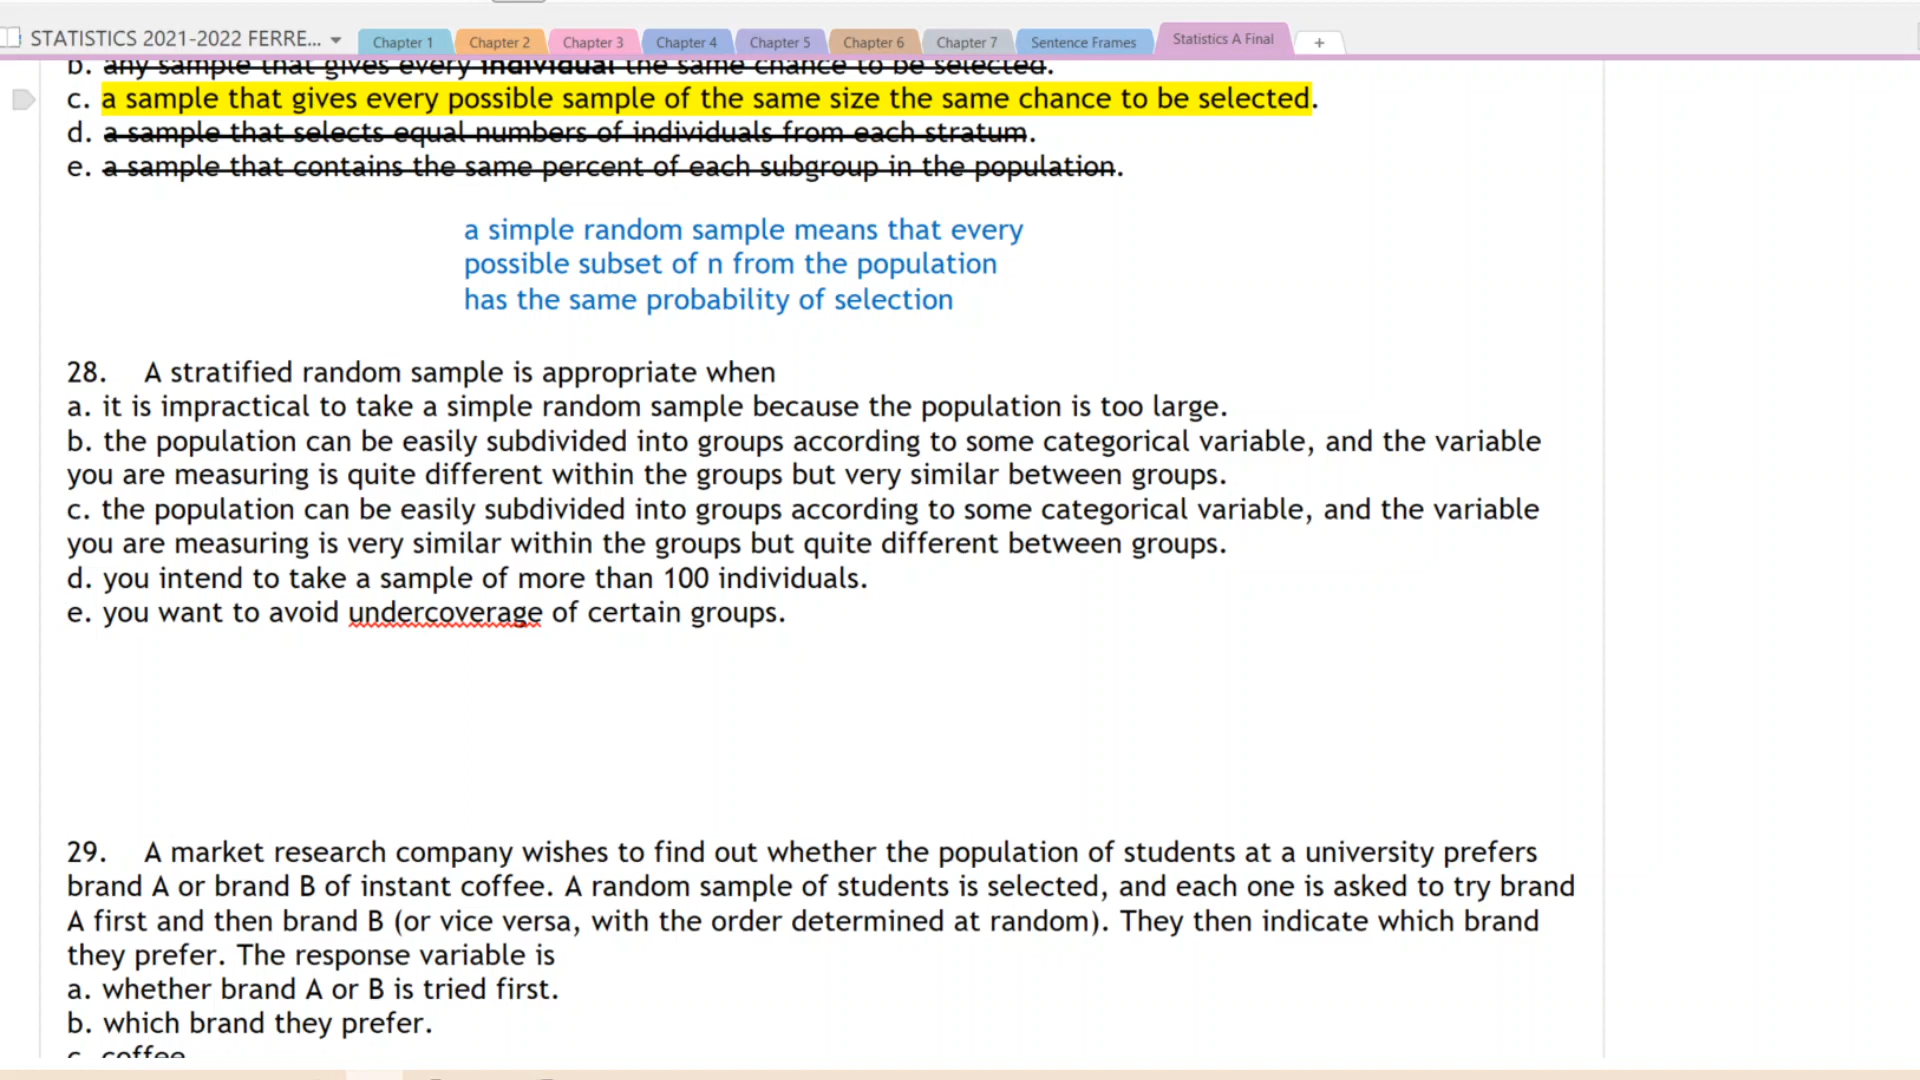 STATISTICS 2021-2022 FERRE...
Chapter 1
Chapter 2
Chapter 3
Chapter 4
Chapter 5
Chapter 6
Chapter 7
Sentence Frames
Statistics A Final
+
b. any sample that gives every individual the same chance to be selected.
c. a sample that gives every possible sample of the same size the same chance to be selected.
d. a sample that selects equal numbers of individuals from each stratum.
e. a sample that contains the same percent of each subgroup in the population.
a simple random sample means that every
possible subset of n from the population
has the same probability of selection
28. A stratified random sample is appropriate when
a. it is impractical to take a simple random sample because the population is too large.
b. the population can be easily subdivided into groups according to some categorical variable, and the variable
you are measuring is quite different within the groups but very similar between groups.
c. the population can be easily subdivided into groups according to some categorical variable, and the variable
you are measuring is very similar within the groups but quite different between groups.
d. you intend to take a sample of more than 100 individuals.
e. you want to avoid undercoverage of certain groups.
29. A market research company wishes to find out whether the population of students at a university prefers
brand A or brand B of instant coffee. A random sample of students is selected, and each one is asked to try brand
A first and then brand B (or vice versa, with the order determined at random). They then indicate which brand
they prefer. The response variable is
a. whether brand A or B is tried first.
b. which brand they prefer.
c. coffee